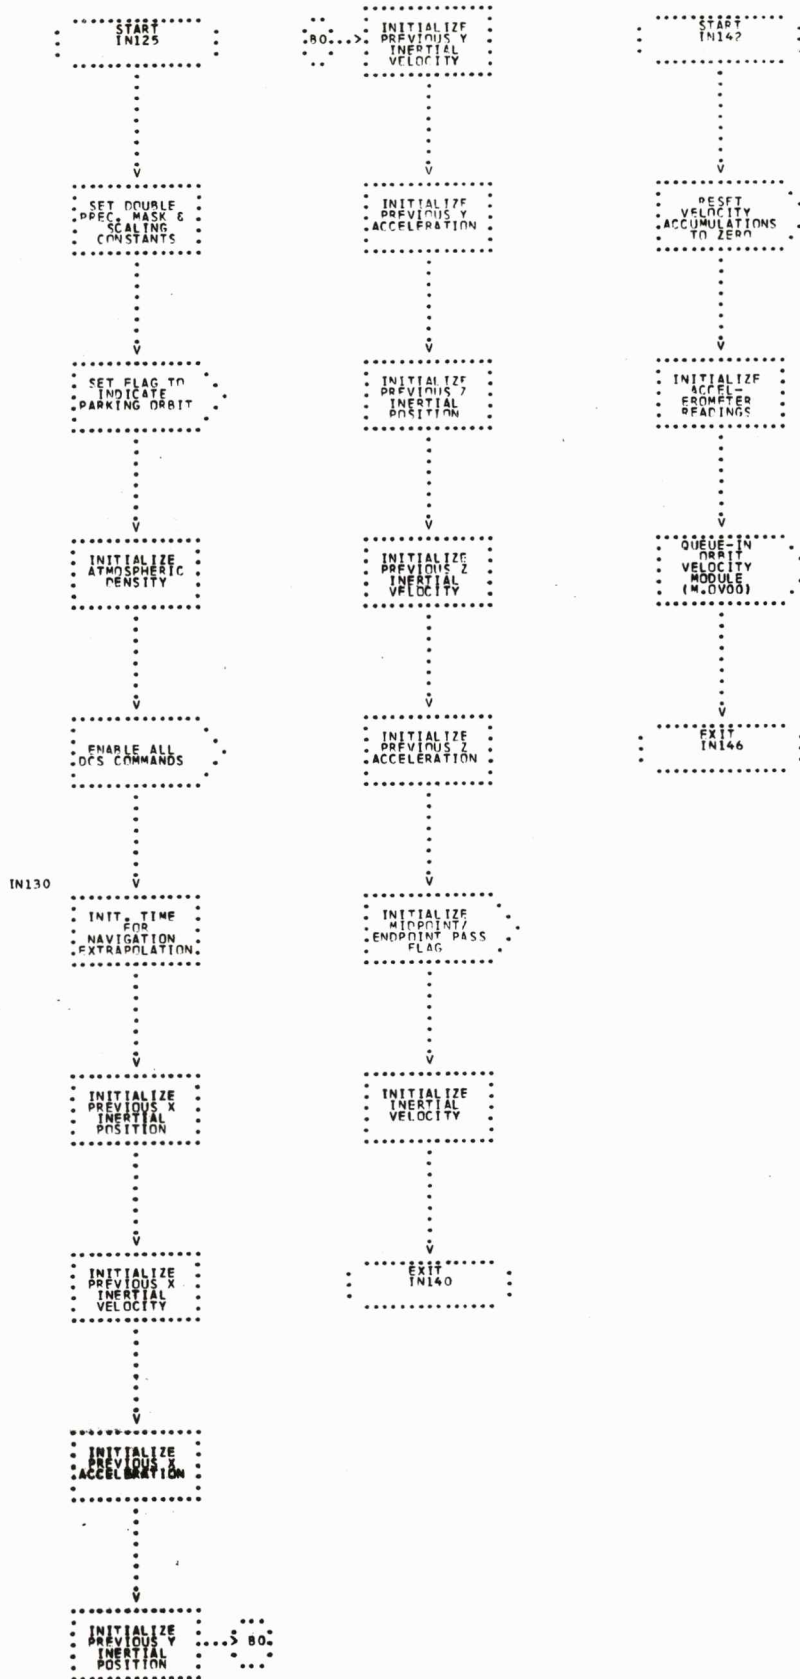 START
IN125
SET DOUBLE
PREC. MASK &
SCALING
CONSTANTS
SET FLAG TO
INDICATE
PARKING ORBIT
INITIALIZE
ATMOSPHERIC
DENSITY
ENABLE ALL
DCS COMMANDS
IN130
INIT. TIME
FOR
NAVIGATION
EXTRAPOLATION
INITIALIZE
PREVIOUS X
INERTIAL
POSITION
INITIALIZE
PREVIOUS X
INERTIAL
VELOCITY
INITIALIZE
PREVIOUS X
ACCELERATION
INITIALIZE
PREVIOUS Y
INERTIAL
POSITION
BO
BO
INITIALIZE
PREVIOUS Y
INERTIAL
VELOCITY
INITIALIZE
PREVIOUS Y
ACCELERATION
INITIALIZE
PREVIOUS Z
INERTIAL
POSITION
INITIALIZE
PREVIOUS Z
INERTIAL
VELOCITY
INITIALIZE
PREVIOUS Z
ACCELERATION
INITIALIZE
MIDPOINT/
ENDPOINT PASS
FLAG
INITIALIZE
INERTIAL
VELOCITY
EXIT
IN140
START
IN142
RESET
VELOCITY
ACCUMULATIONS
TO ZERO
INITIALIZE
ACCEL-
EROMETER
READINGS
QUEUE-IN
ORBIT
VELOCITY
MODULE
(M.OV00)
EXIT
IN146